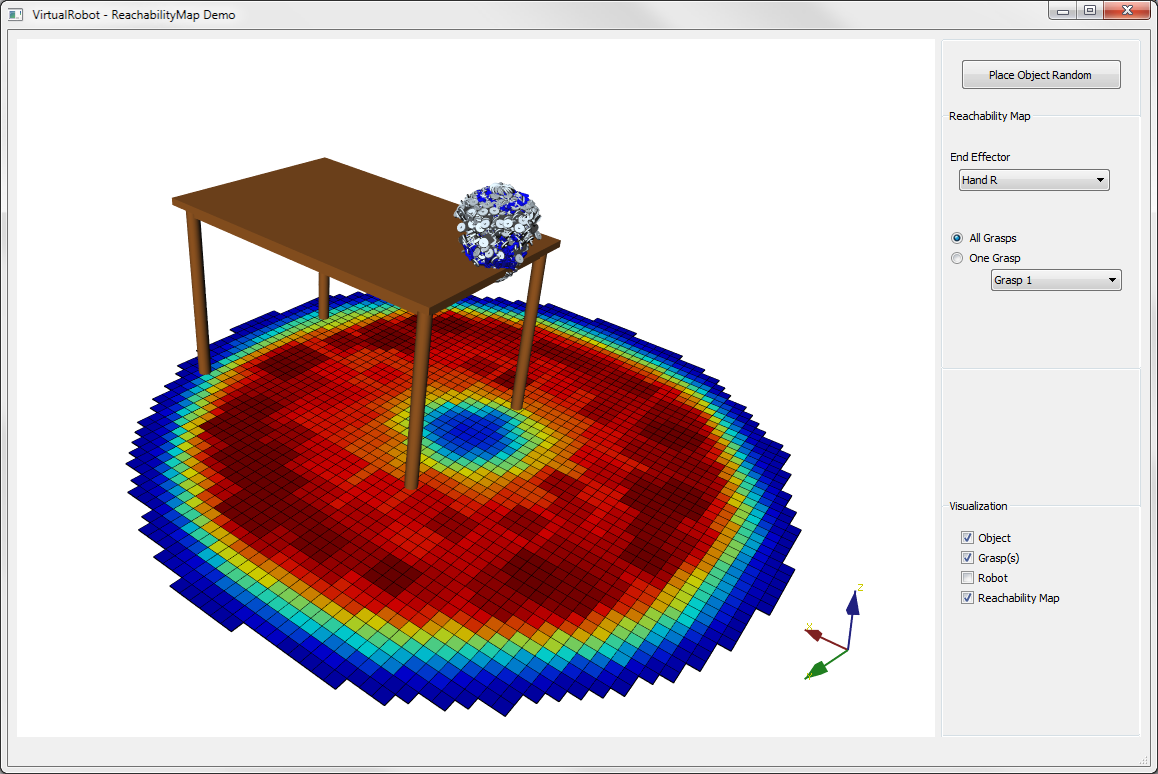 VirtualRobot - ReachabilityMap Demo
Place Object Random
Reachability Map
End Effector
Hand R
All Grasps
One Grasp
Grasp 1
Visualization
Object
Grasp(s)
Robot
Reachability Map
z
x